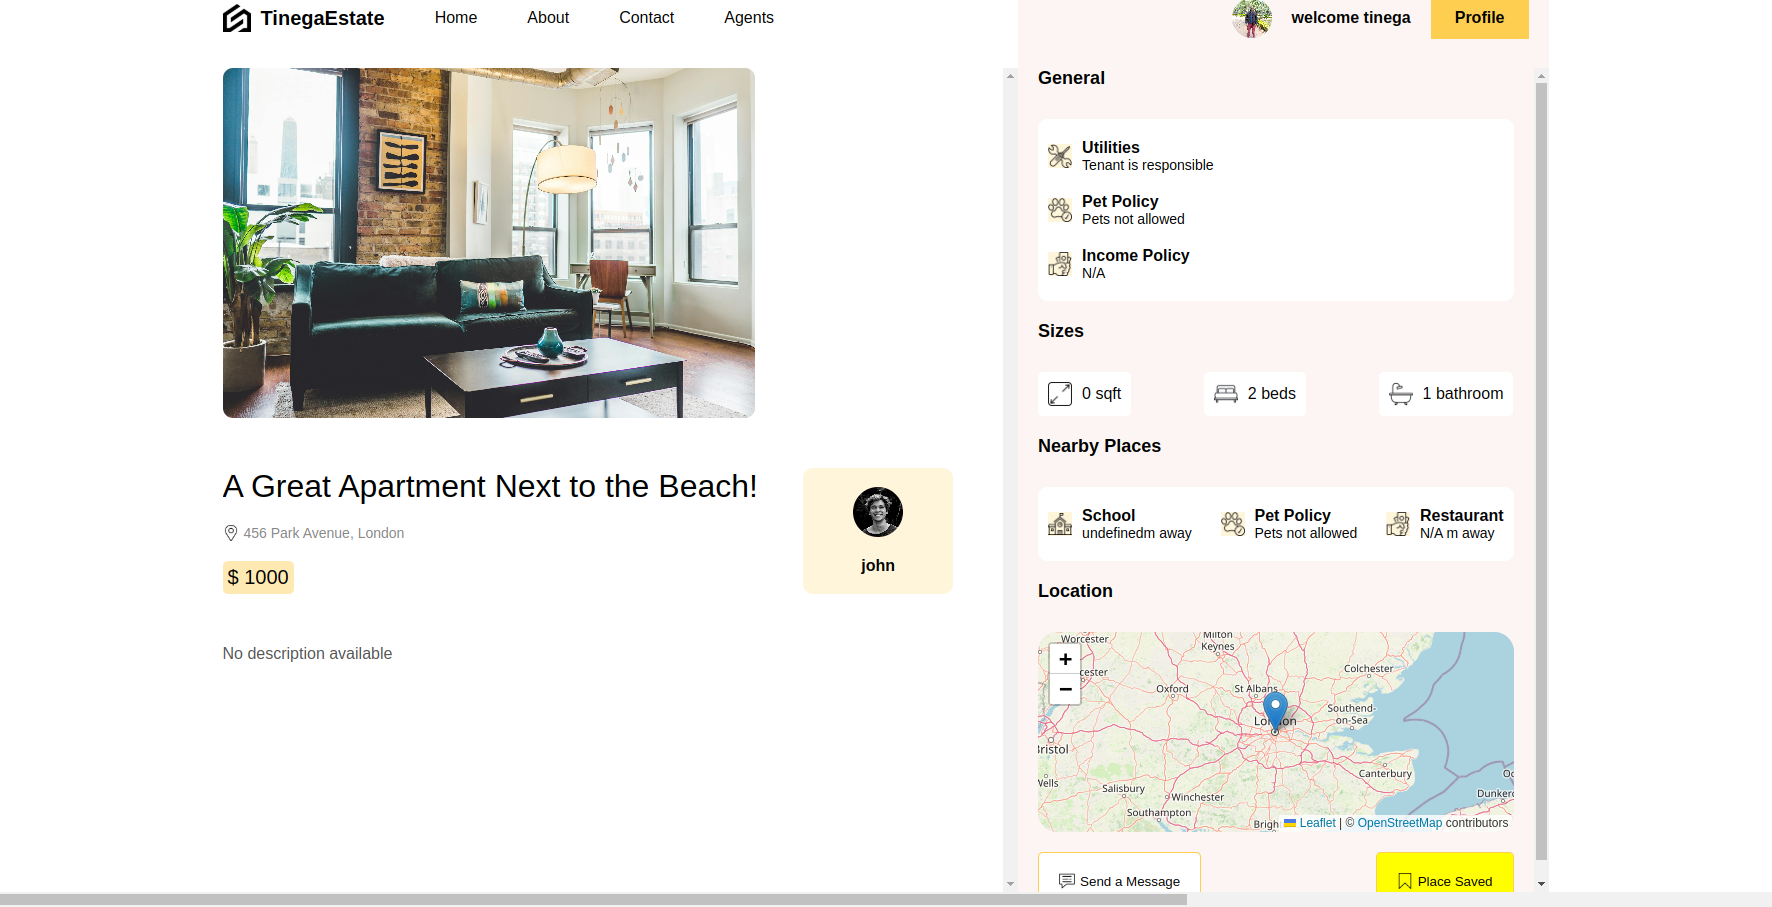 TinegaEstate
Home
About
Contact
Agents
welcome tinega
Profile
A Great Apartment Next to the Beach!
456 Park Avenue, London
$ 1000
john
No description available
General
Utilities
Tenant is responsible
Pet Policy
Pets not allowed
Income Policy
N/A
Sizes
0 sqft
2 beds
1 bathroom
Nearby Places
School
undefinedm away
Pet Policy
Pets not allowed
Restaurant
N/A m away
Location
Worcester
Milton
Keynes
+
cester
Colchester
−
Oxford
St Albans
Southend-
on-Sea
London
Bristol
Wells
Canterbury
Salisbury
Winchester
Dunker
Southampton
Brigh
Leaflet | © OpenStreetMap contributors
Send a Message
Place Saved